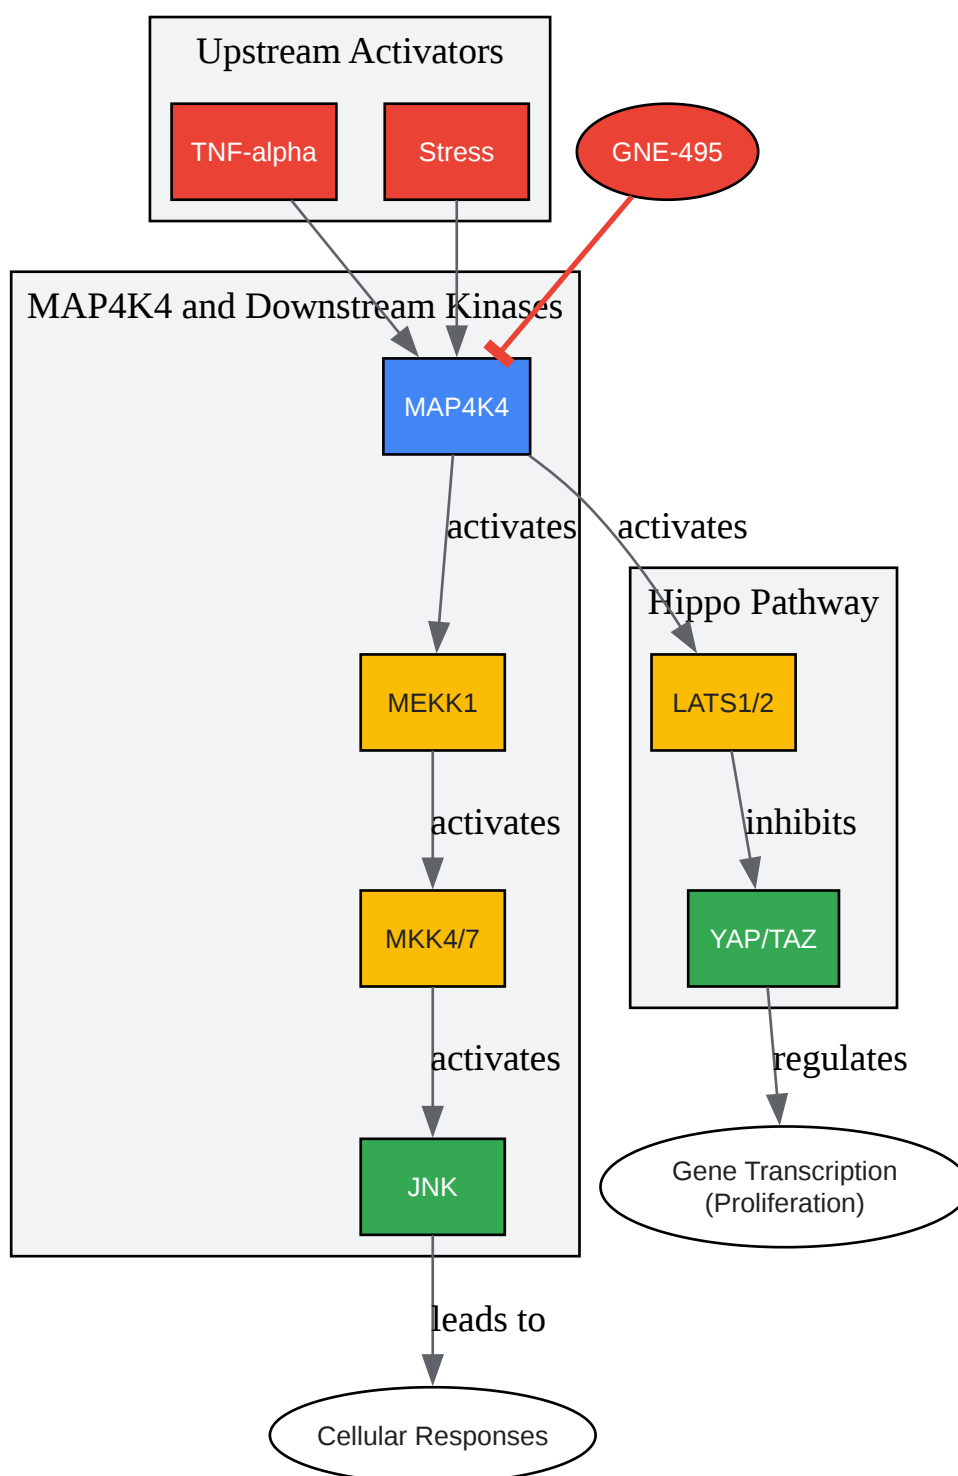 Upstream Activators
TNF-alpha
Stress
GNE-495
MAP4K4 and Downstream Kinases
MAP4K4
activates
activates
Hippo Pathway
MEKK1
LATS1/2
activates
inhibits
MKK4/7
YAP/TAZ
activates
regulates
JNK
Gene Transcription
(Proliferation)
leads to
Cellular Responses